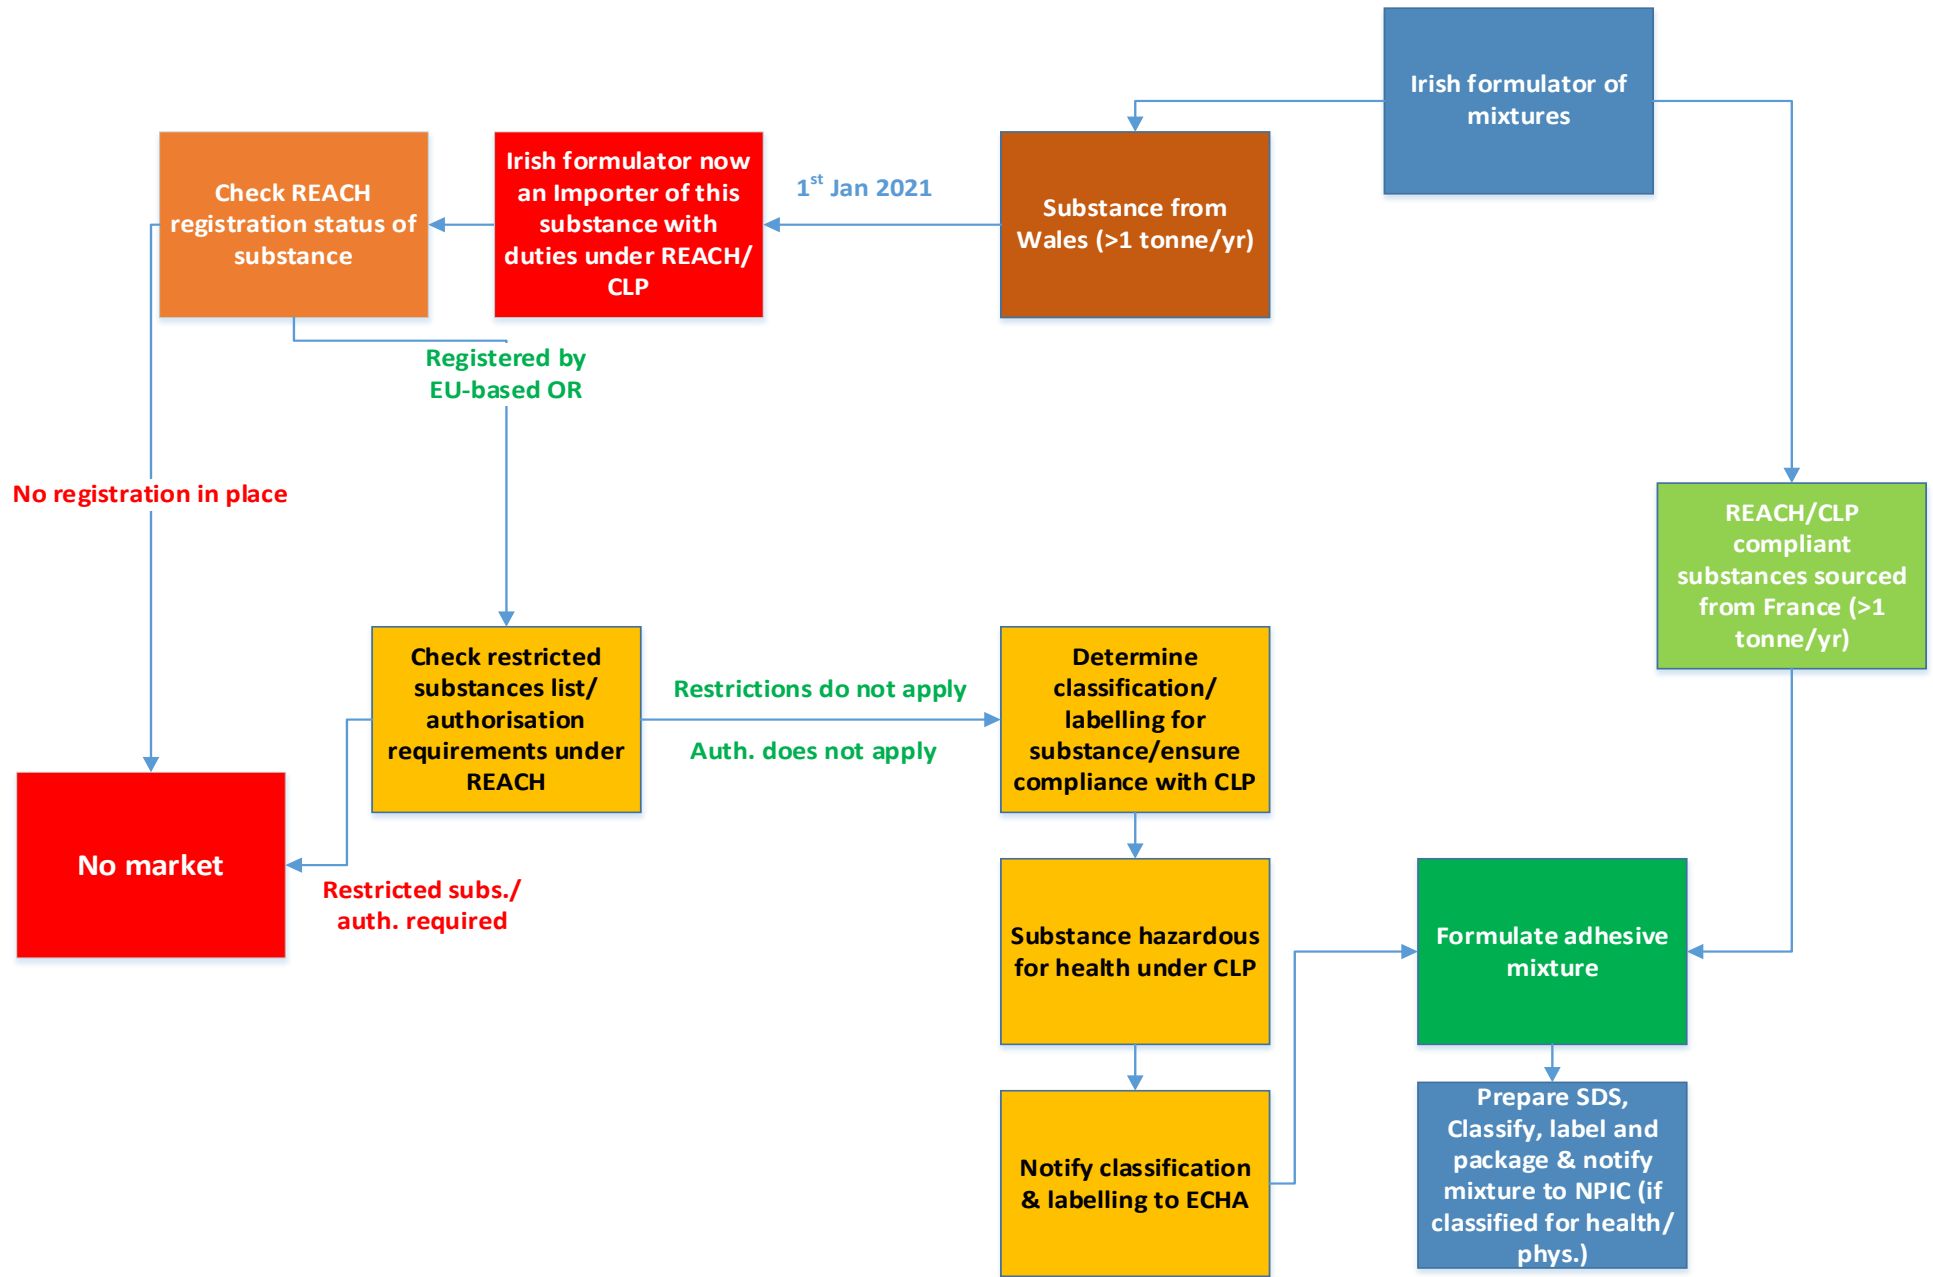 Irish formulator of
mixtures
Check REACH
registration status of
substance
Irish formulator now
an Importer of this
substance with
duties under REACH/
CLP
1st Jan 2021
Substance from
Wales (>1 tonne/yr)
Registered by
EU-based OR
No registration in place
REACH/CLP
compliant
substances sourced
from France (>1
tonne/yr)
Check restricted
substances list/
authorisation
requirements under
REACH
Restrictions do not apply
Auth. does not apply
Determine
classification/
labelling for
substance/ensure
compliance with CLP
No market
Restricted subs./
auth. required
Substance hazardous
for health under CLP
Formulate adhesive
mixture
Notify classification
& labelling to ECHA
Prepare SDS,
Classify, label and
package & notify
mixture to NPIC (if
classified for health/
phys.)